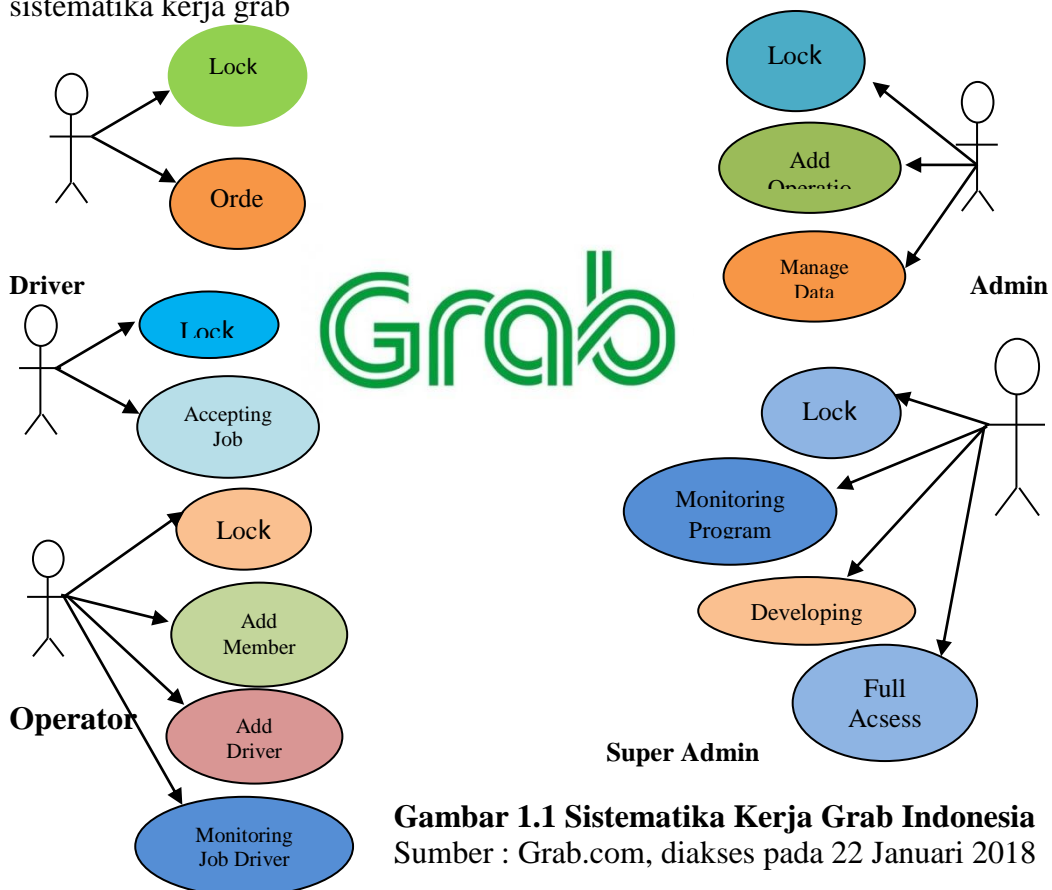 sistematika kerja grab
Lock
Orde
Driver
Lock
Accepting
Job
Lock
Add
Member
Add
Driver
Operator
Monitoring
Job Driver
Grab
Lock
Add
Operatio
Manage
Data
Admin
Lock
Monitoring
Program
Developing
Full
Acsess
Super Admin
Gambar 1.1 Sistematika Kerja Grab Indonesia
Sumber : Grab.com, diakses pada 22 Januari 2018